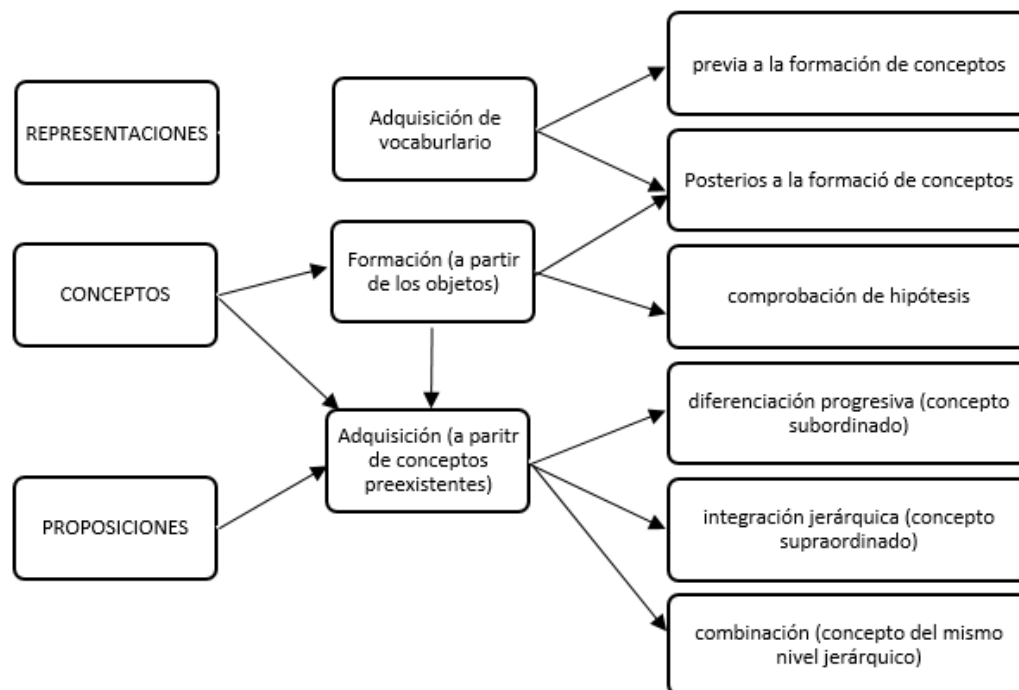 REPRESENTACIONES
Adquisición de
vocaburlario
previa a la formación de conceptos
Posterios a la formació de conceptos
CONCEPTOS
Formación (a partir
de los objetos)
comprobación de hipótesis
Adquisición (a paritr
de conceptos
preexistentes)
diferenciación progresiva (concepto
subordinado)
PROPOSICIONES
integración jerárquica (concepto
supraordinado)
combinación (concepto del mismo
nivel jerárquico)